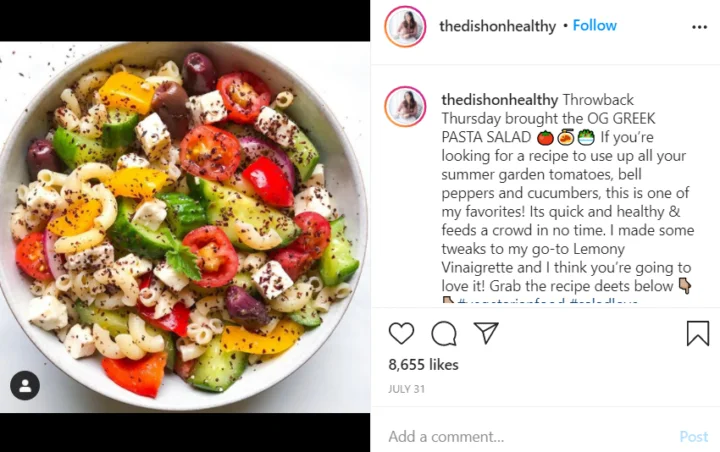 thedishonhealthy • Follow
thedishonhealthy Throwback
Thursday brought the OG GREEK
PASTA SALAD 🍅🍝🥗 If you're
looking for a recipe to use up all your
summer garden tomatoes, bell
peppers and cucumbers, this is one of
my favorites! Its quick and healthy &
feeds a crowd in no time. I made some
tweaks to my go-to Lemony
Vinaigrette and I think you're going to
love it! Grab the recipe deets below 👇🏽
👇🏽#vegetarianfood #saladlove
8,655 likes
JULY 31
Add a comment... Post